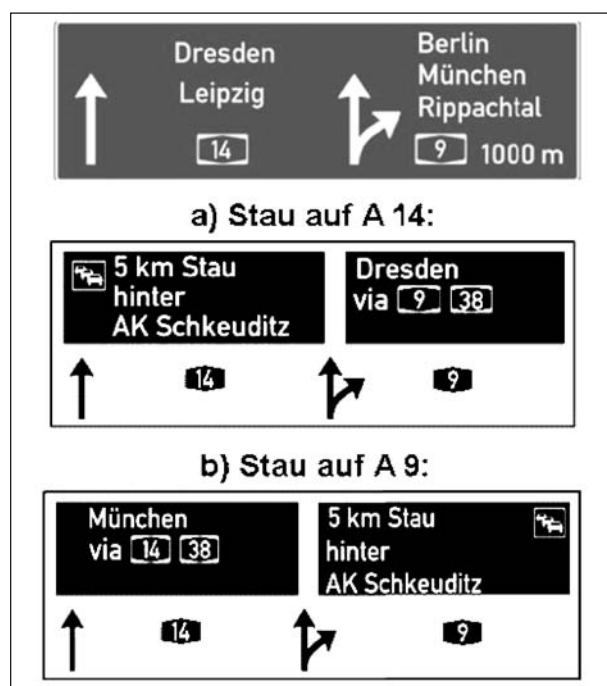 Dresden
Leipzig
14
Berlin
München
Rippachtal
9 1000 m
a) Stau auf A 14:
5 km Stau
hinter
AK Schkeuditz
Dresden
via 9 38
14
9
b) Stau auf A 9:
München
via 14 38
5 km Stau
hinter
AK Schkeuditz
14
9